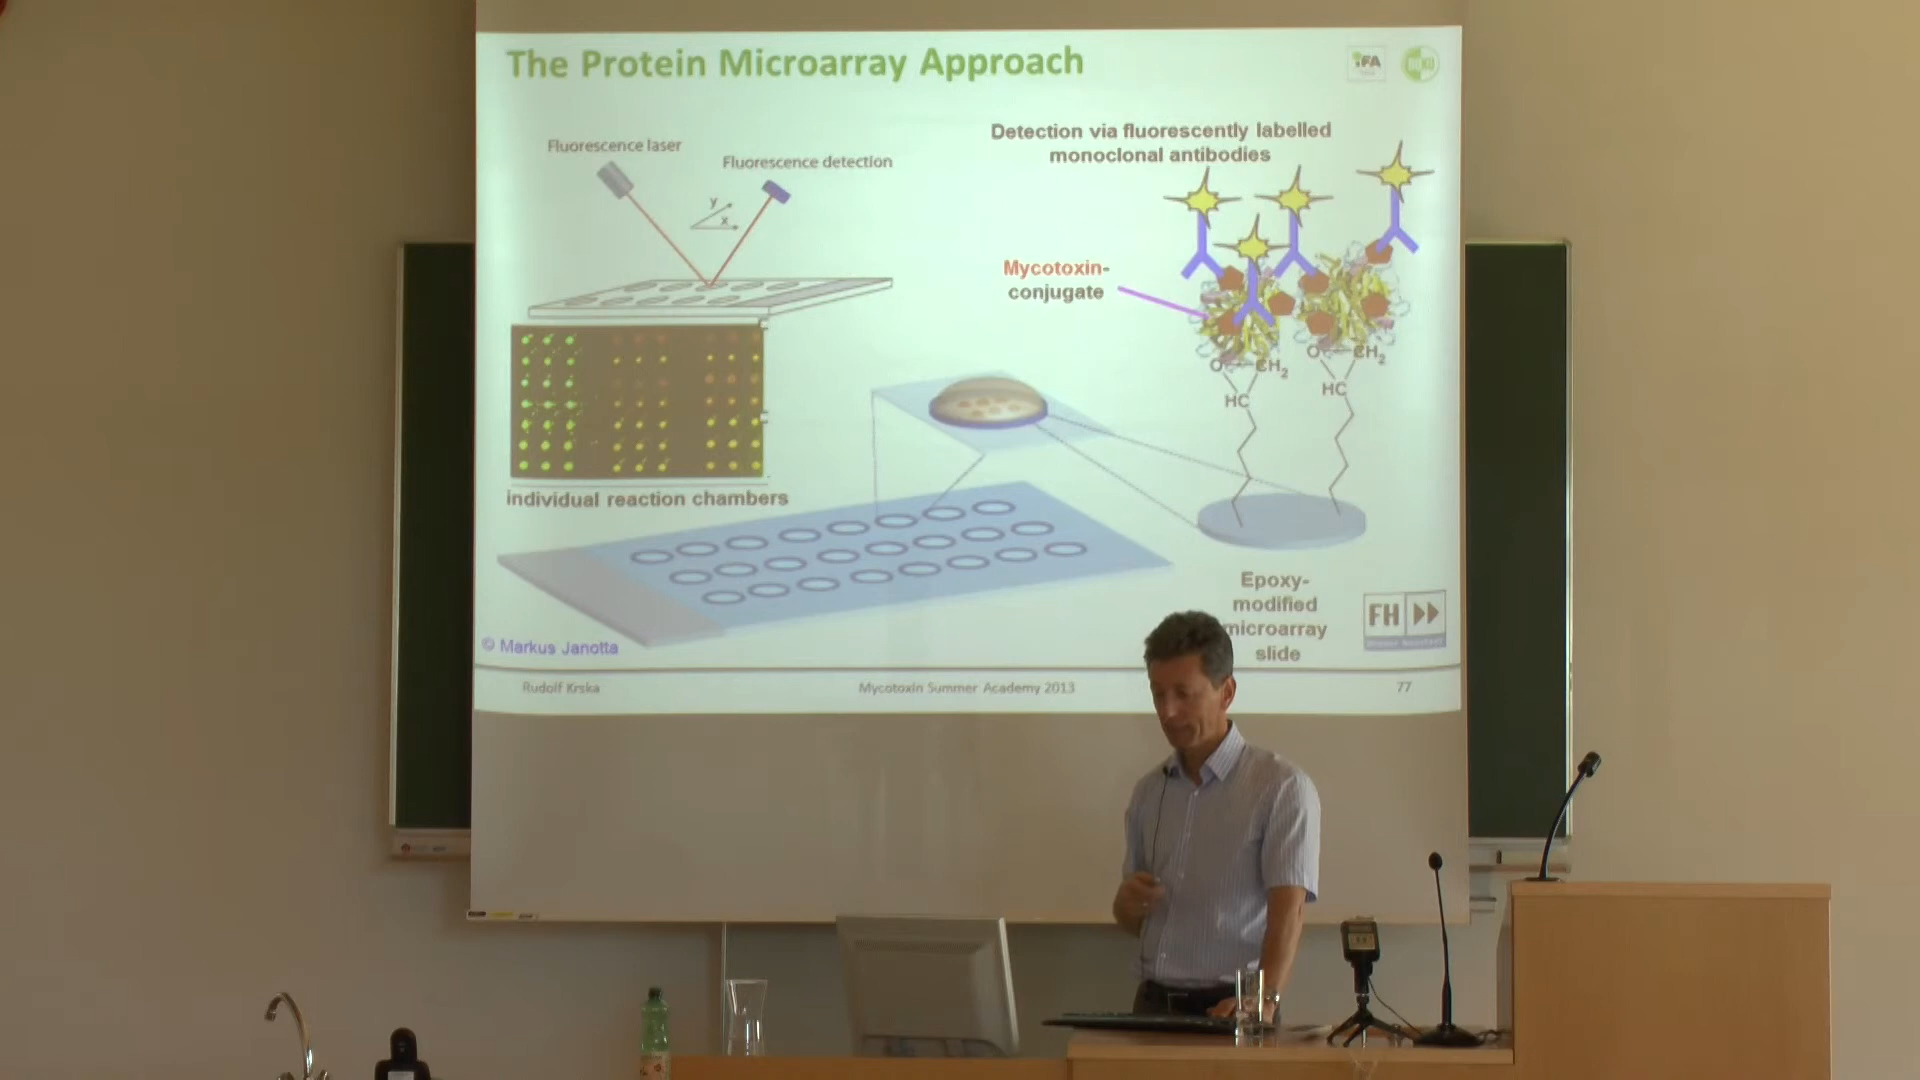 The Protein Microarray Approach
iFA
Fluorescence laser
Fluorescence detection
y
x
individual reaction chambers
Detection via fluorescently labelled
monoclonal antibodies
Mycotoxin-
conjugate
O CH2
HC
O CH2
HC
Epoxy-
modified
microarray
slide
FH
© Markus Janotta
Rudolf Krska
Mycotoxin Summer Academy 2013
77